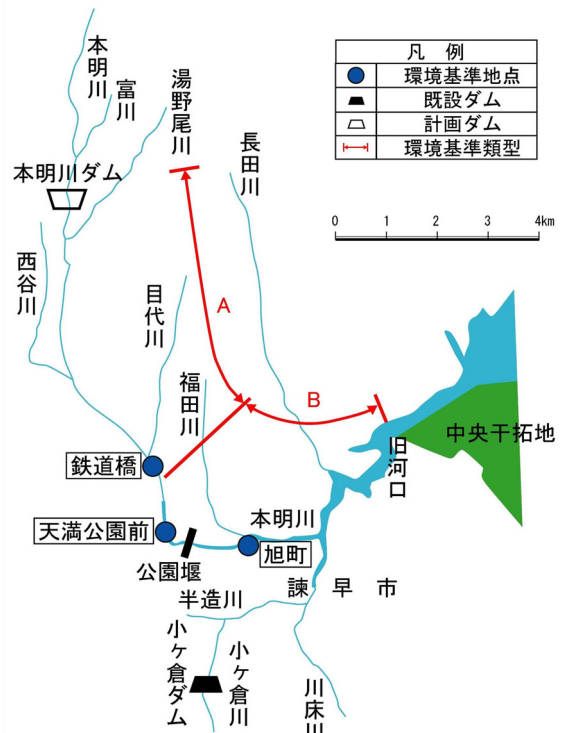 本明川
富川
湯野尾川
本明川ダム
西谷川
目代川
長田川
福田川
凡 例
環境基準地点
既設ダム
計画ダム
環境基準類型
0 1 2 3 4km
A
B
中央干拓地
旧河口
鉄道橋
天満公園前
公園堰
本明川
旭町
諫早市
半造川
小ヶ倉ダム
小ヶ倉川
川床川